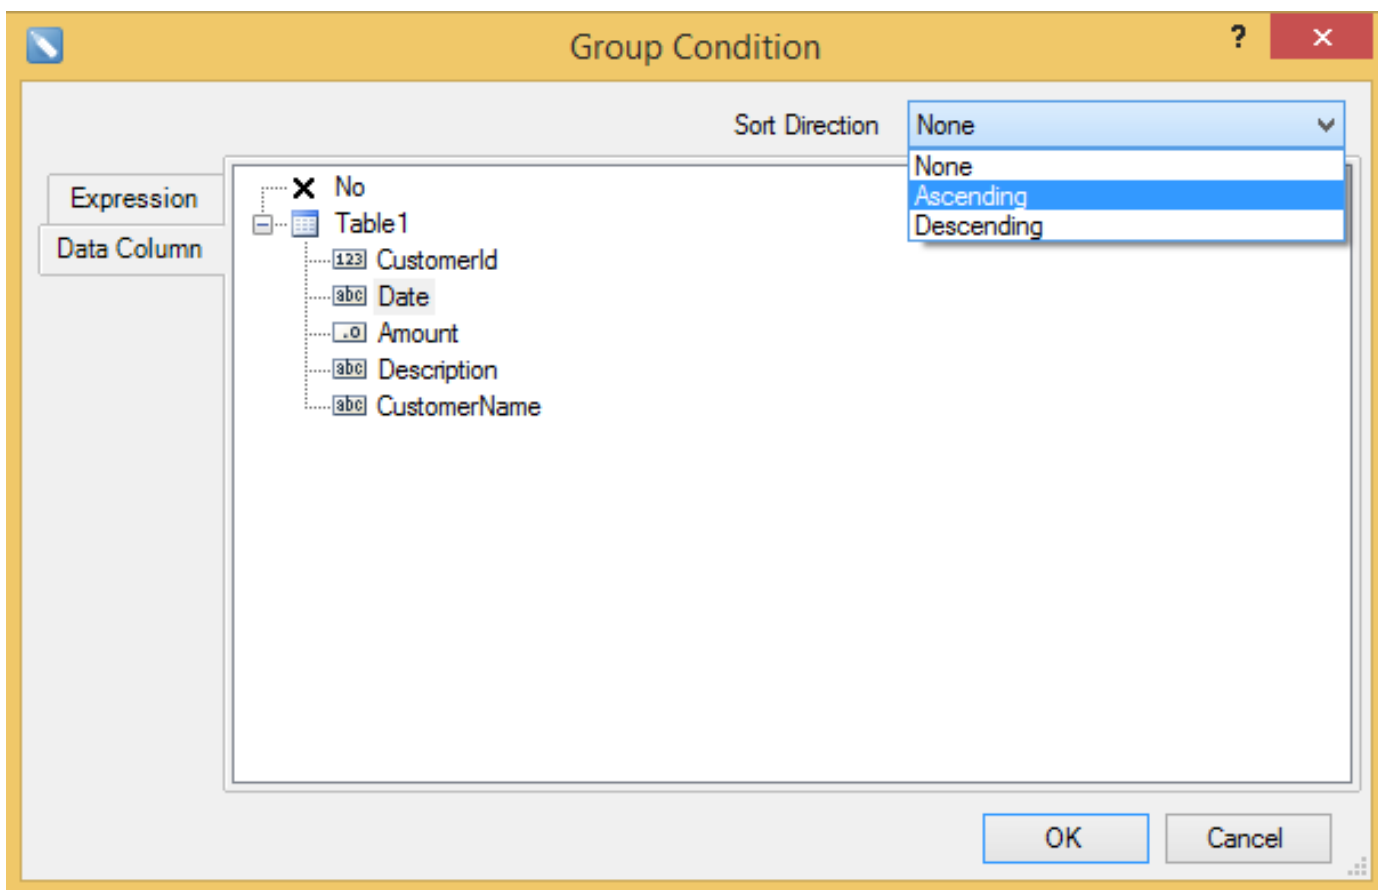 Group Condition
?
Sort Direction
None
None
Ascending
Descending
Expression
Data Column
No
Table1
123 CustomerId
abc Date
.0 Amount
abc Description
abc CustomerName
OK
Cancel